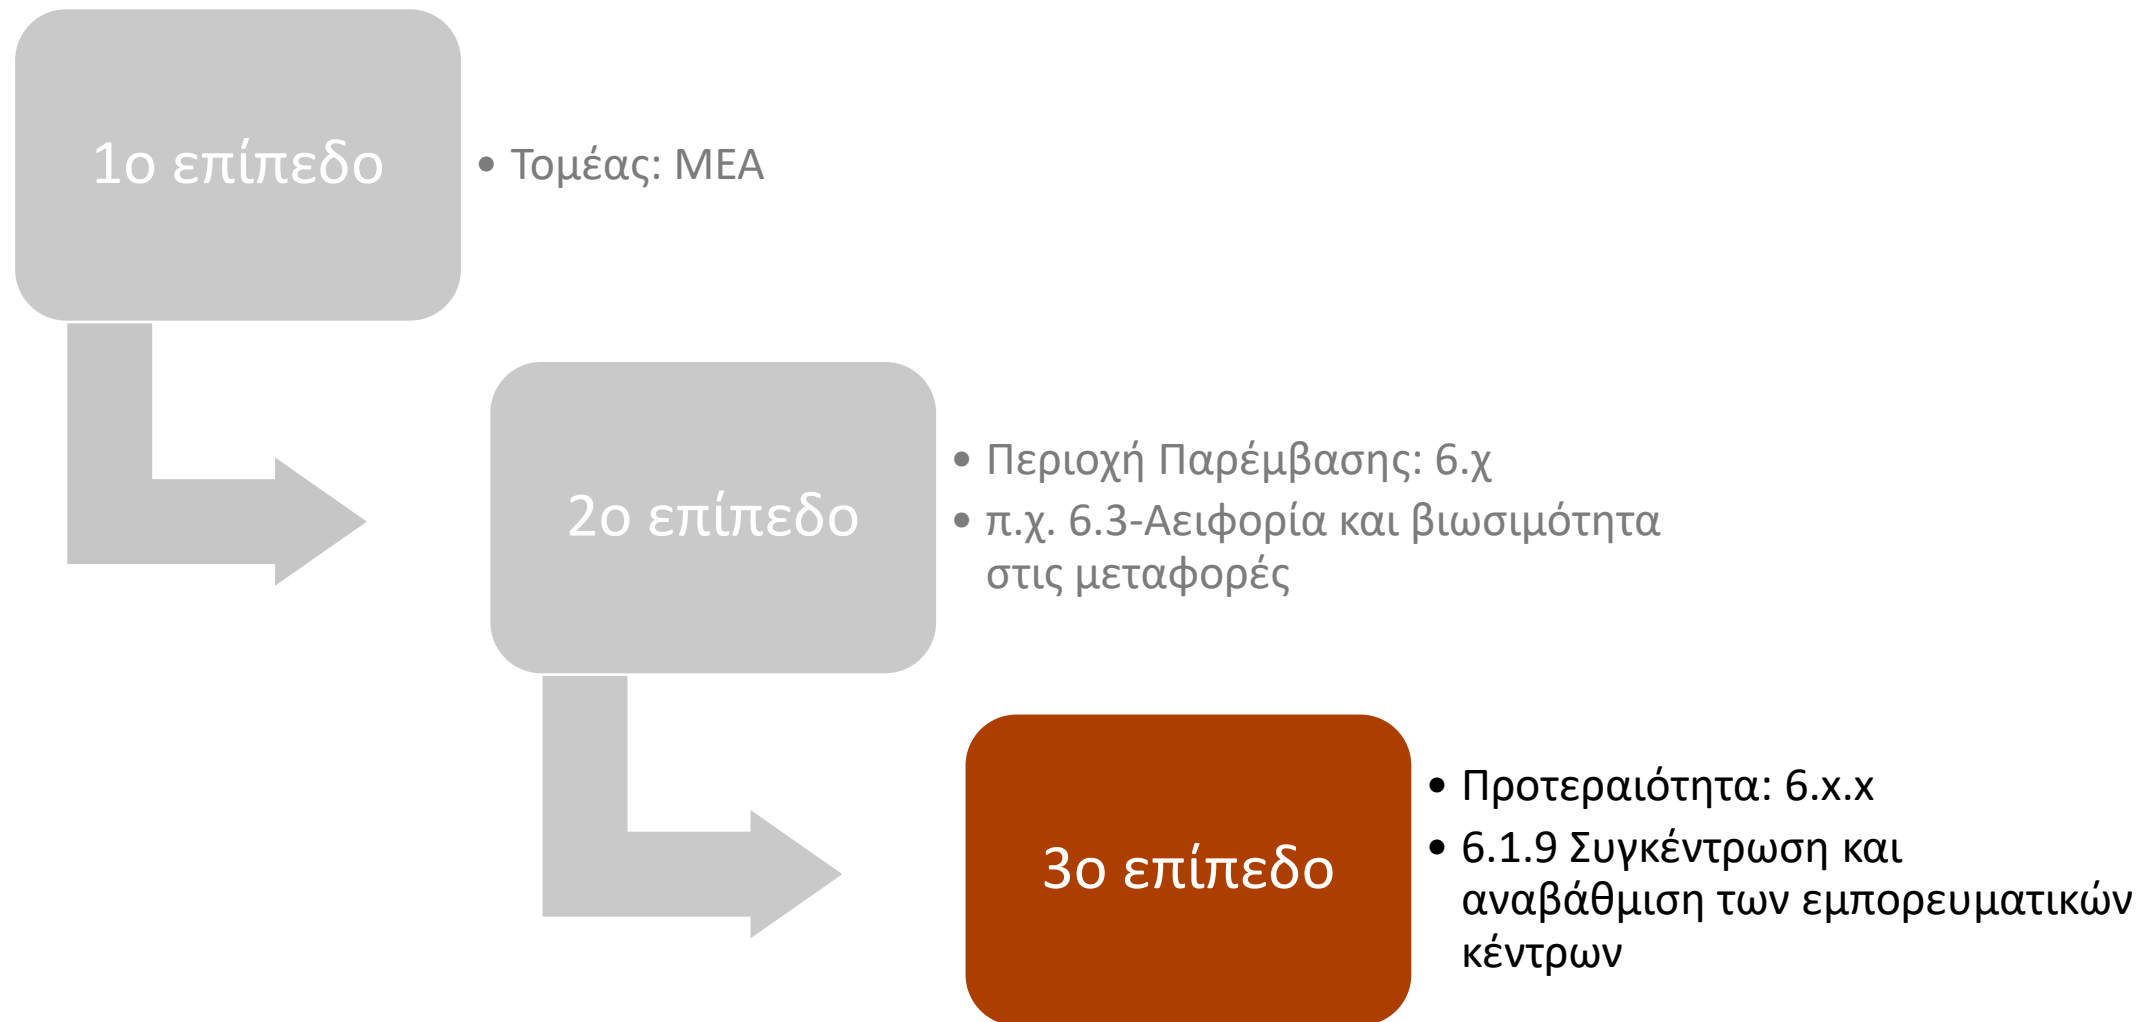 1ο επίπεδο
• Τομέας: ΜΕΑ
2ο επίπεδο
• Περιοχή Παρέμβασης: 6.χ
• π.χ. 6.3-Αειφορία και βιωσιμότητα
στις μεταφορές
3ο επίπεδο
• Προτεραιότητα: 6.x.x
• 6.1.9 Συγκέντρωση και
αναβάθμιση των εμπορευματικών
κέντρων